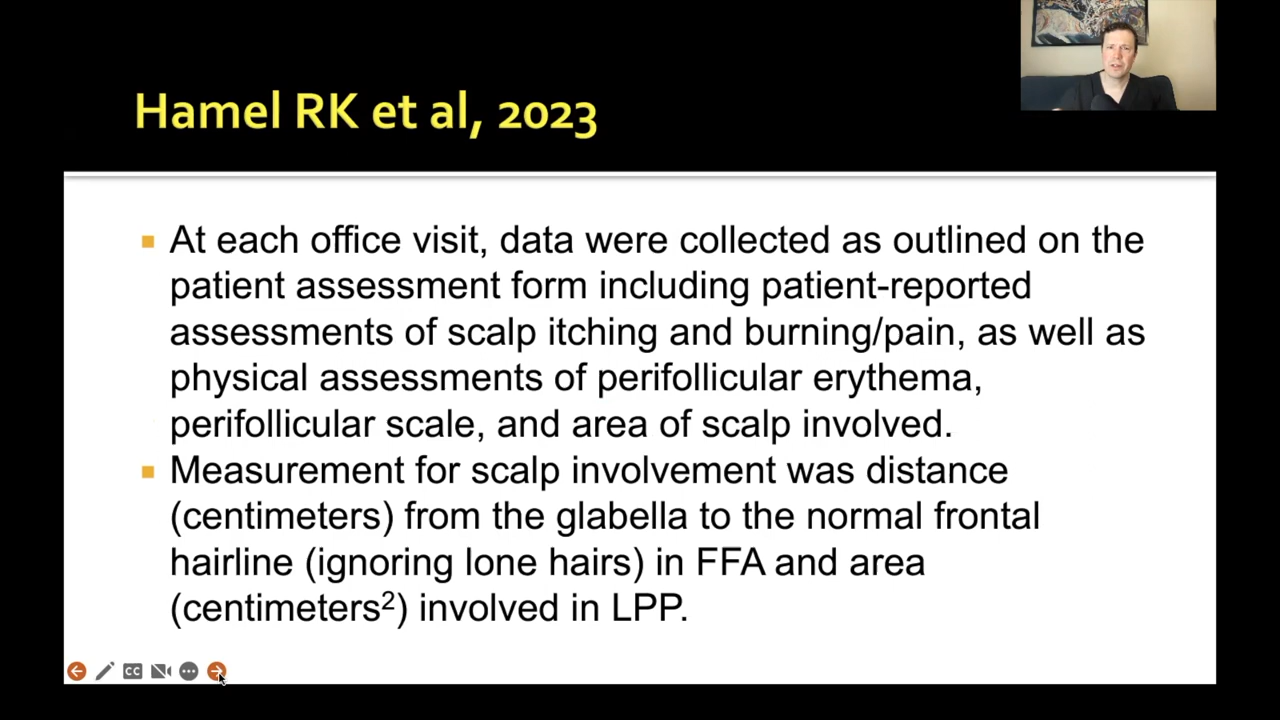 Hamel RK et al, 2023
At each office visit, data were collected as outlined on the
patient assessment form including patient-reported
assessments of scalp itching and burning/pain, as well as
physical assessments of perifollicular erythema,
perifollicular scale, and area of scalp involved.
Measurement for scalp involvement was distance
(centimeters) from the glabella to the normal frontal
hairline (ignoring lone hairs) in FFA and area
(centimeters²) involved in LPP.
CC